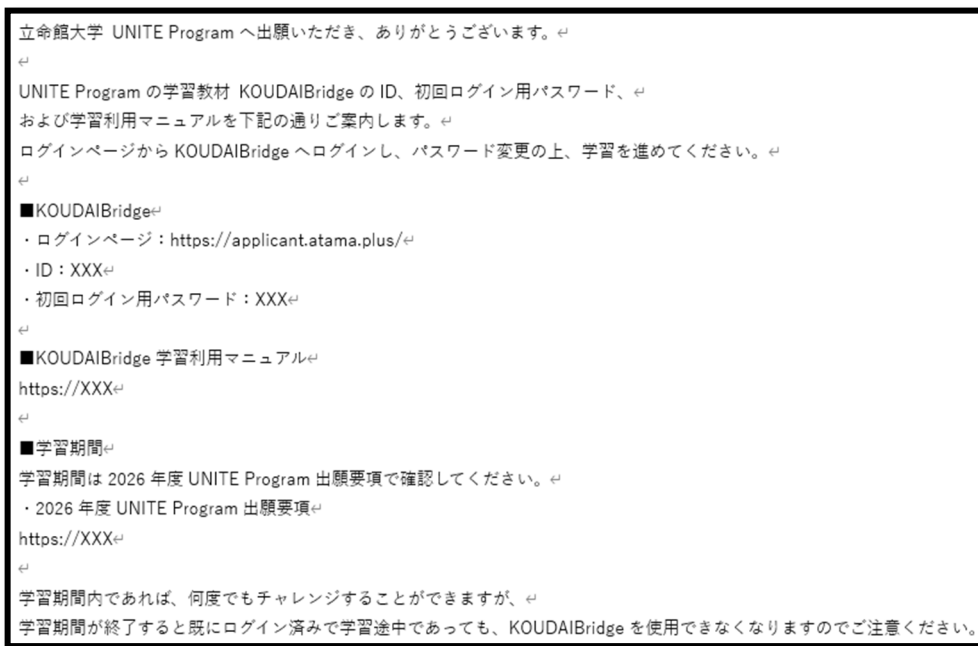 立命館大学 UNITE Program へ出願いただき、ありがとうございます。↵
↵
UNITE Program の学習教材 KOUDAIBridge の ID、初回ログイン用パスワード、↵
および学習利用マニュアルを下記の通りご案内します。↵
ログインページから KOUDAIBridge へログインし、パスワード変更の上、学習を進めてください。↵
↵
■KOUDAIBridge↵
・ログインページ：https://applicant.atama.plus/↵
・ID：XXX↵
・初回ログイン用パスワード：XXX↵
↵
■KOUDAIBridge 学習利用マニュアル↵
https://XXX↵
↵
■学習期間↵
学習期間は 2026 年度 UNITE Program 出願要項で確認してください。↵
・2026 年度 UNITE Program 出願要項↵
https://XXX↵
↵
学習期間内であれば、何度でもチャレンジすることができますが、↵
学習期間が終了すると既にログイン済みで学習途中であっても、KOUDAIBridge を使用できなくなりますのでご注意ください。